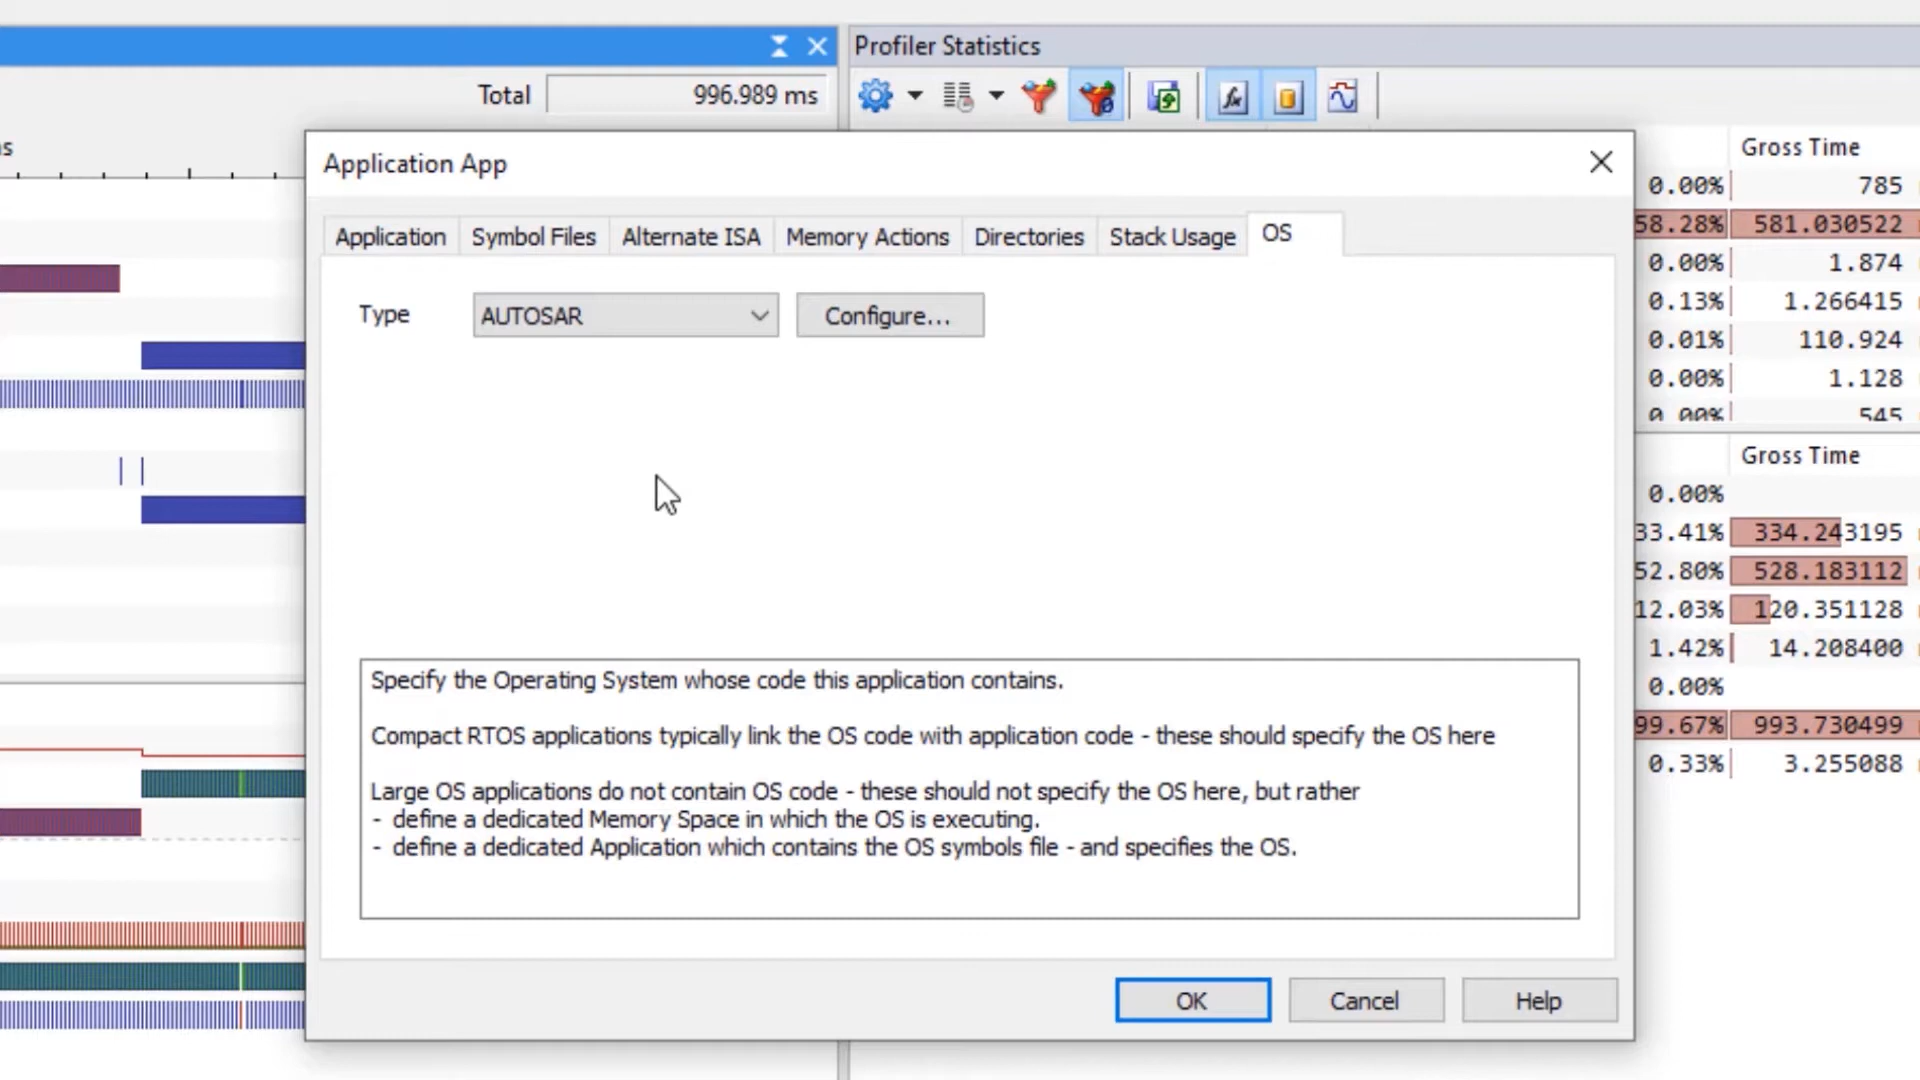 Total 996.989 ms
Profiler Statistics
Application App
Application Symbol Files Alternate ISA Memory Actions Directories Stack Usage OS
Type AUTOSAR Configure...
Specify the Operating System whose code this application contains.
Compact RTOS applications typically link the OS code with application code - these should specify the OS here
Large OS applications do not contain OS code - these should not specify the OS here, but rather
- define a dedicated Memory Space in which the OS is executing.
- define a dedicated Application which contains the OS symbols file - and specifies the OS.
OK Cancel Help
Gross Time
0.00% 785
58.28% 581.030522
0.00% 1.874
0.13% 1.266415
0.01% 110.924
0.00% 1.128
0.00% 545
Gross Time
0.00%
33.41% 334.243195
52.80% 528.183112
12.03% 120.351128
1.42% 14.208400
0.00%
99.67% 993.730499
0.33% 3.255088